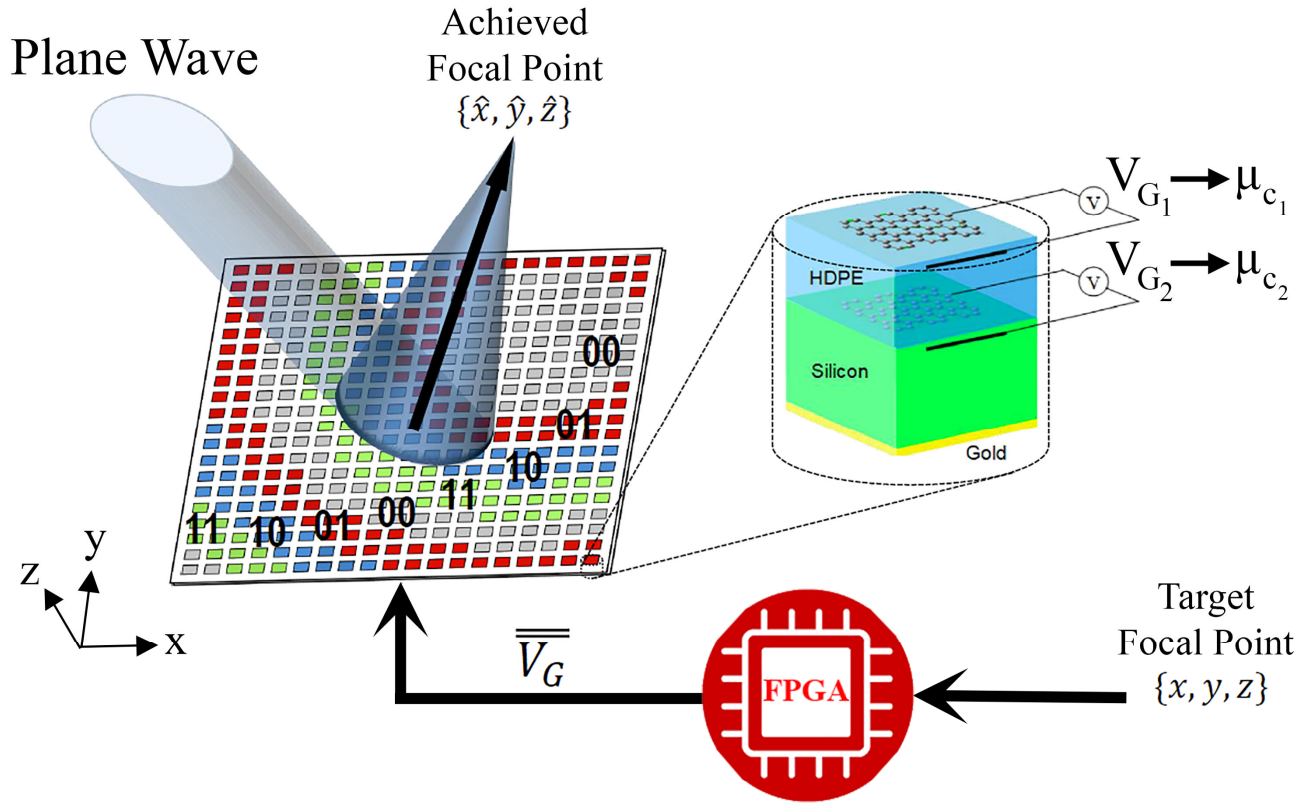 Plane Wave
Achieved
Focal Point
{x̂, ŷ, ẑ}
V_G₁ → μ_c₁
V
V_G₂ → μ_c₂
V
HDPE
Silicon
Gold
00
01
10
11
00
01
10
11
y
z
x
V̿_G
FPGA
Target
Focal Point
{x, y, z}